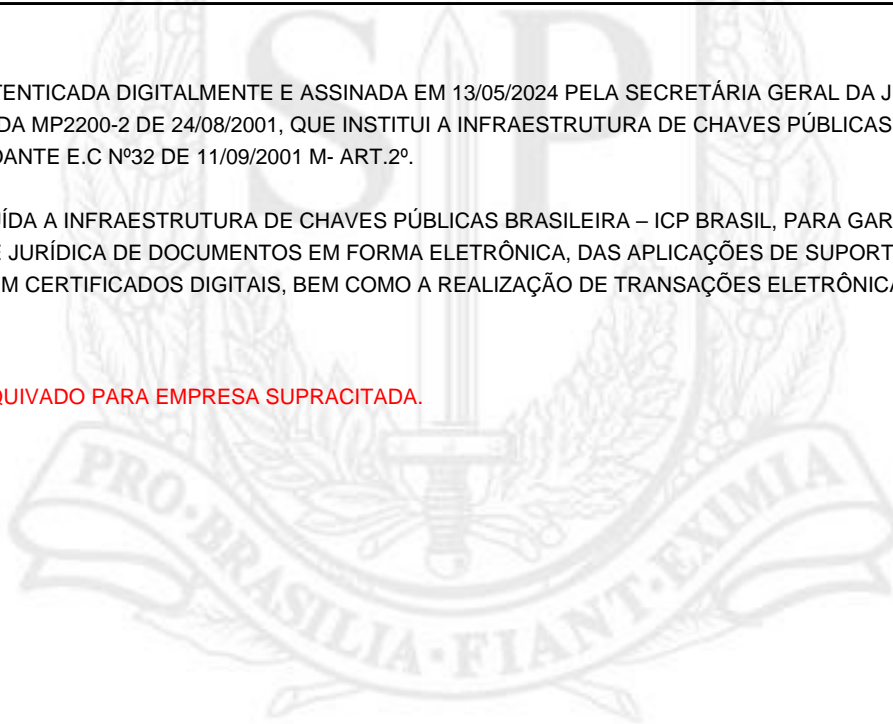 SP
TENTICADA DIGITALMENTE E ASSINADA EM 13/05/2024 PELA SECRETÁRIA GERAL DA J
DA MP2200-2 DE 24/08/2001, QUE INSTITUI A INFRAESTRUTURA DE CHAVES PÚBLICAS
DANTE E.C Nº32 DE 11/09/2001 M- ART.2º.
ÍDA A INFRAESTRUTURA DE CHAVES PÚBLICAS BRASILEIRA – ICP BRASIL, PARA GAR
E JURÍDICA DE DOCUMENTOS EM FORMA ELETRÔNICA, DAS APLICAÇÕES DE SUPORT
M CERTIFICADOS DIGITAIS, BEM COMO A REALIZAÇÃO DE TRANSAÇÕES ELETRÔNICA
QUIVADO PARA EMPRESA SUPRACITADA.
PRO·BRASILIA·FIANT·EXIMIA